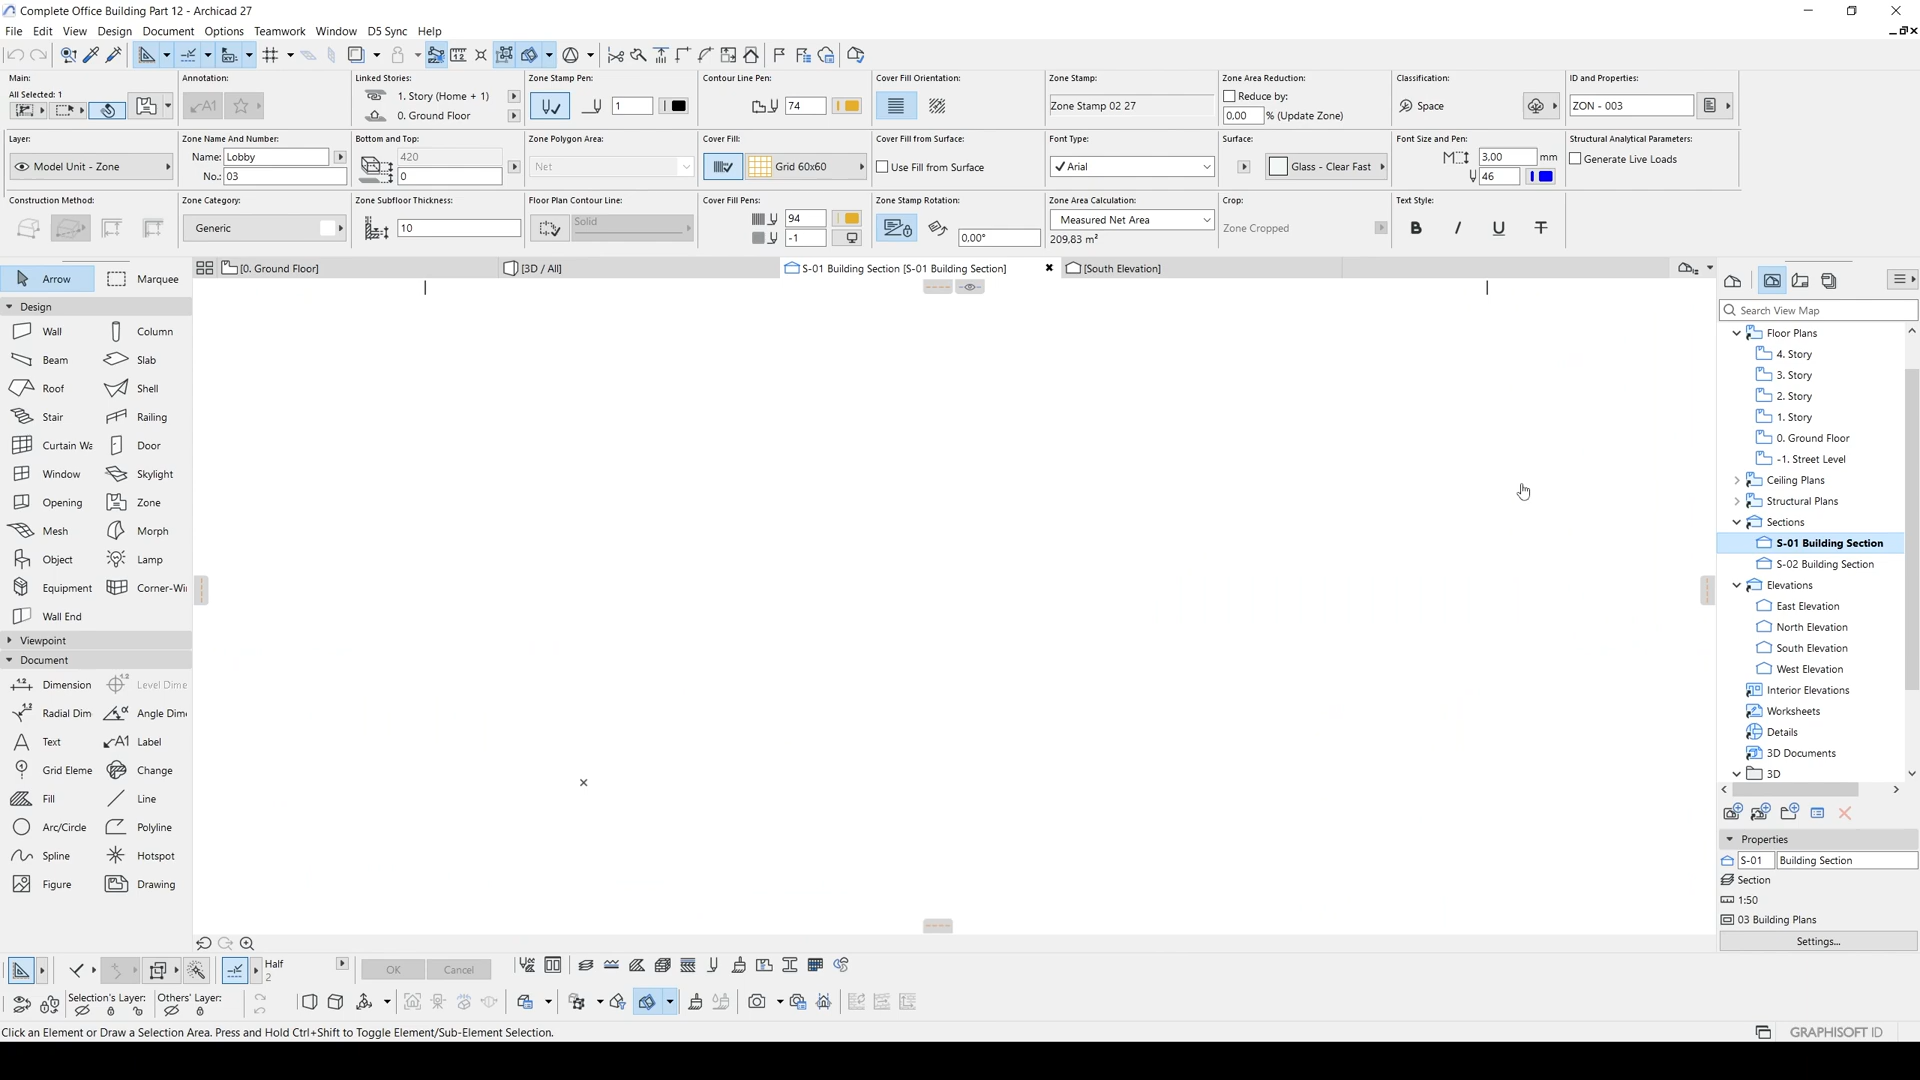 Complete Office Building Part 12 - Archicad 27
File Edit View Design Document Options Teamwork Window D5 Sync Help
Main: Annotation: Linked Stories: Zone Stamp Pen: Contour Line Pen: Cover Fill Orientation: Zone Stamp: Zone Area Reduction: Classification: ID and Properties:
All Selected: 1 1. Story (Home + 1) 1 74 Zone Stamp 02 27 Reduce by: Space ZON - 003
0. Ground Floor 0,00 % (Update Zone)
Layer: Zone Name And Number: Bottom and Top: Zone Polygon Area: Cover Fill: Cover Fill from Surface: Font Type: Surface: Font Size and Pen: Structural Analytical Parameters:
Model Unit - Zone Name: Lobby 420 Net Grid 60x60 Use Fill from Surface Arial Glass - Clear Fast 3.00 mm Generate Live Loads
No.: 03 0 46
Construction Method: Zone Category: Zone Subfloor Thickness: Floor Plan Contour Line: Cover Fill Pens: Zone Stamp Rotation: Zone Area Calculation: Crop: Text Style:
Generic 10 Solid 94 Measured Net Area Zone Cropped B I U T
-1 0.00° 209,83 m²
Arrow Marquee [0. Ground Floor] [3D / All] S-01 Building Section [S-01 Building Section] [South Elevation]
Design
Wall Column
Beam Slab
Roof Shell
Stair Railing
Curtain Wa Door
Window Skylight
Opening Zone
Mesh Morph
Object Lamp
Equipment Corner-Wi
Wall End
Viewpoint
Document
Dimension Level Dime
Radial Dim Angle Dim
Text Label
Grid Eleme Change
Fill Line
Arc/Circle Polyline
Spline Hotspot
Figure Drawing
Search View Map
Floor Plans
4. Story
3. Story
2. Story
1. Story
0. Ground Floor
-1. Street Level
Ceiling Plans
Structural Plans
Sections
S-01 Building Section
S-02 Building Section
Elevations
East Elevation
North Elevation
South Elevation
West Elevation
Interior Elevations
Worksheets
Details
3D Documents
3D
Properties
S-01 Building Section
Section
1:50
03 Building Plans
Settings...
Half
2
OK Cancel
Selection's Layer: Others' Layer:
Click an Element or Draw a Selection Area. Press and Hold Ctrl+Shift to Toggle Element/Sub-Element Selection.
GRAPHISOFT ID